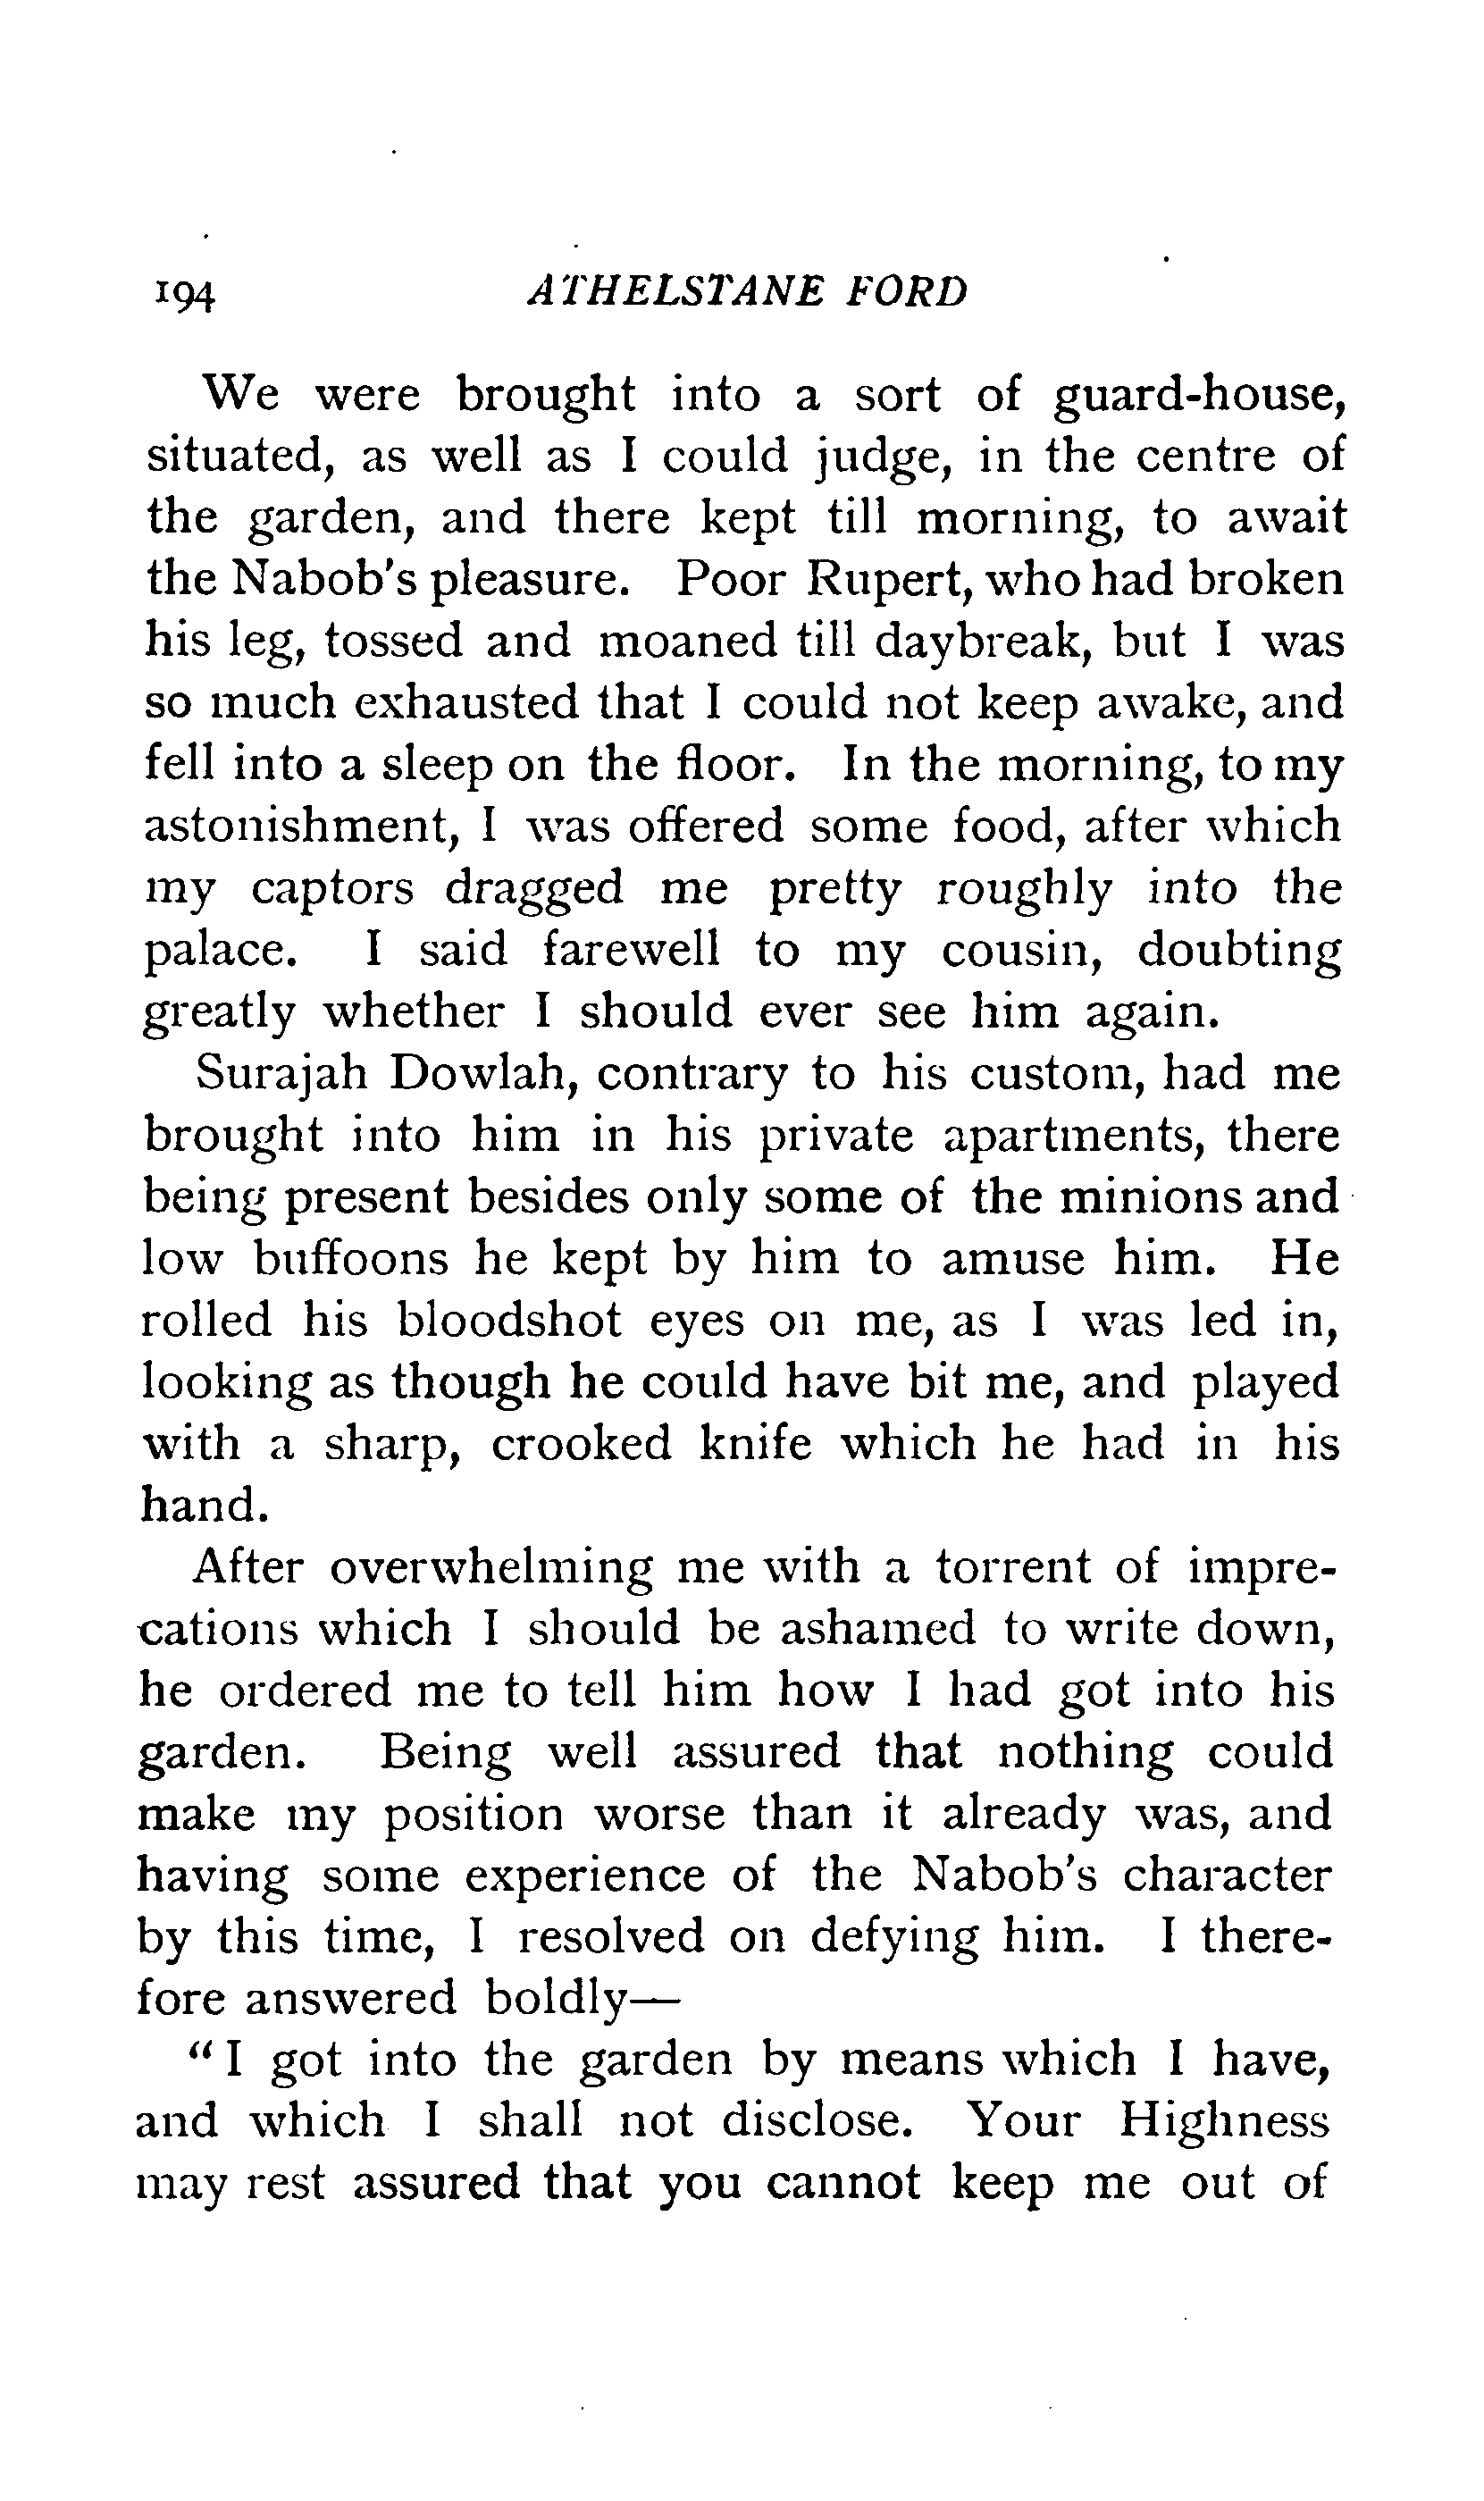 194 ATHELSTANE FORD
We were brought into a sort of guard-house,
situated, as well as I could judge, in the centre of
the garden, and there kept till morning, to await
the Nabob's pleasure. Poor Rupert, who had broken
his leg, tossed and moaned till daybreak, but I was
so much exhausted that I could not keep awake, and
fell into a sleep on the floor. In the morning, to my
astonishment, I was offered some food, after which
my captors dragged me pretty roughly into the
palace. I said farewell to my cousin, doubting
greatly whether I should ever see him again.
Surajah Dowlah, contrary to his custom, had me
brought into him in his private apartments, there
being present besides only some of the minions and
low buffoons he kept by him to amuse him. He
rolled his bloodshot eyes on me, as I was led in,
looking as though he could have bit me, and played
with a sharp, crooked knife which he had in his
hand.
After overwhelming me with a torrent of impre-
cations which I should be ashamed to write down,
he ordered me to tell him how I had got into his
garden. Being well assured that nothing could
make my position worse than it already was, and
having some experience of the Nabob's character
by this time, I resolved on defying him. I there-
fore answered boldly—
"I got into the garden by means which I have,
and which I shall not disclose. Your Highness
may rest assured that you cannot keep me out of